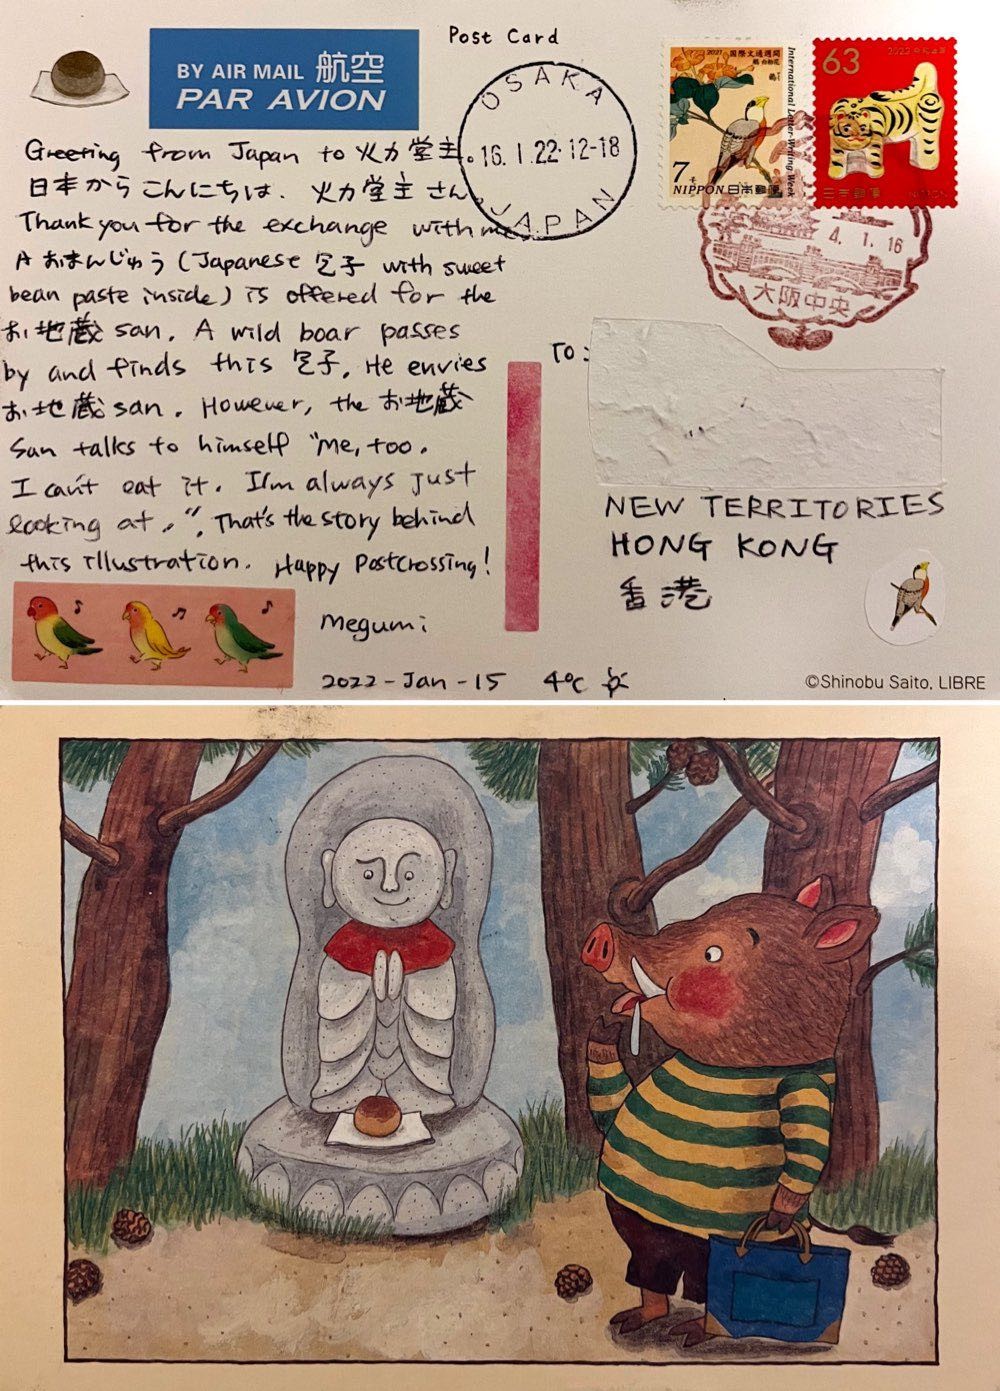 Post Card
BY AIR MAIL 航空
PAR AVION
OSAKA
16.1.22.12-18
JAPAN
2021 国際文通週間
International Letter-Writing Week
7
NIPPON 日本郵便
63
2022
日本郵便 NIPPON
4.1.16
大阪中央
Greeting from Japan to 火力堂主。
日本からこんにちは. 火力堂主さん.
Thank you for the exchange with me.
A おまんじゅう (Japanese 包子 with sweet
bean paste inside) is offered for the
お地蔵 san. A wild boar passes
by and finds this 包子. He envies
お地蔵 san. However, the お地蔵
San talks to himself "Me, too.
I can't eat it. I'm always just
looking at.". That's the story behind
this illustration. Happy Postcrossing!
Megumi
2022-Jan-15 4℃
To:
NEW TERRITORIES
HONG KONG
香港
©Shinobu Saito, LIBRE